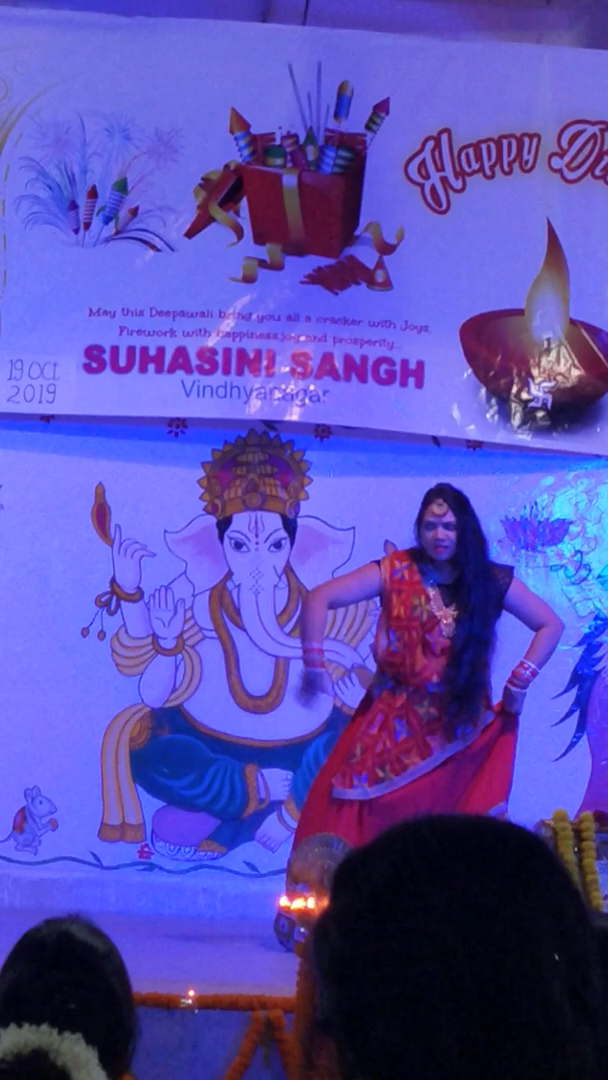 Happy
May this Deepawali bring you all a cracker with Joys,
Firework with happiness,joy and prosperity...
SUHASINI SANGH
Vindhyanagar
19 OCT
2019